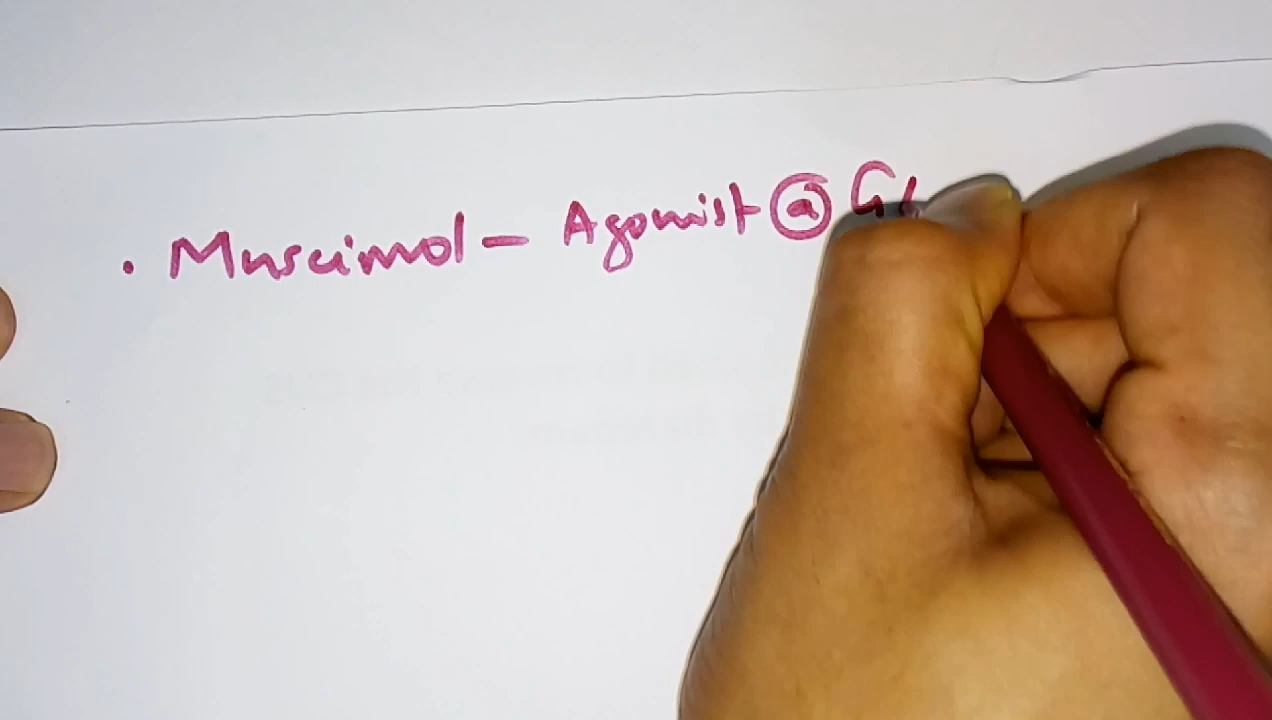 • Muscimol – Agonist @ G